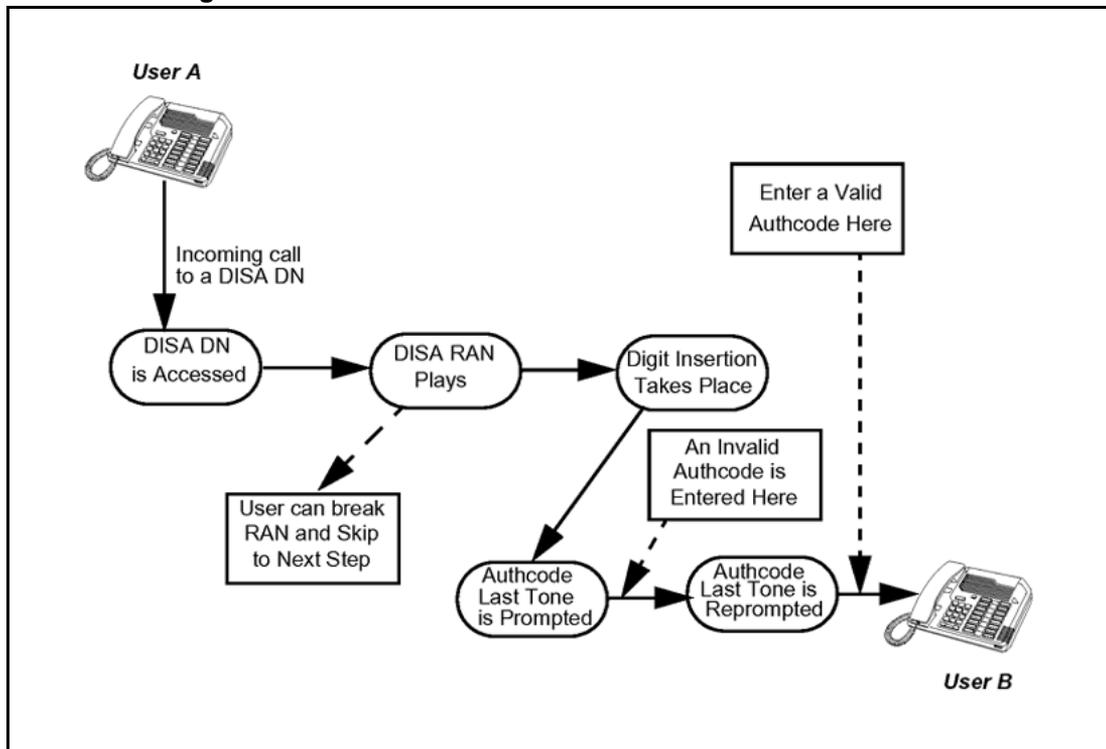 User A
Incoming call
to a DISA DN
Enter a Valid
Authcode Here
DISA DN
is Accessed
DISA RAN
Plays
Digit Insertion
Takes Place
User can break
RAN and Skip
to Next Step
An Invalid
Authcode is
Entered Here
Authcode
Last Tone
is Prompted
Authcode
Last Tone is
Reprompted
User B